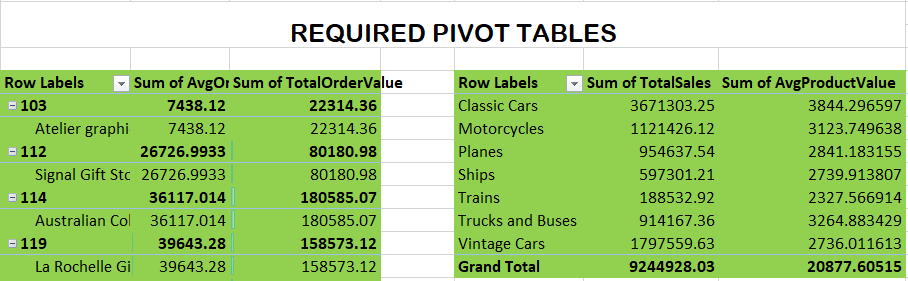 REQUIRED PIVOT TABLES
Row Labels Sum of AvgOr Sum of TotalOrderValue
103 7438.12 22314.36
Atelier graphi 7438.12 22314.36
112 26726.9933 80180.98
Signal Gift Stc 26726.9933 80180.98
114 36117.014 180585.07
Australian Col 36117.014 180585.07
119 39643.28 158573.12
La Rochelle Gi 39643.28 158573.12
Row Labels Sum of TotalSales Sum of AvgProductValue
Classic Cars 3671303.25 3844.296597
Motorcycles 1121426.12 3123.749638
Planes 954637.54 2841.183155
Ships 597301.21 2739.913807
Trains 188532.92 2327.566914
Trucks and Buses 914167.36 3264.883429
Vintage Cars 1797559.63 2736.011613
Grand Total 9244928.03 20877.60515